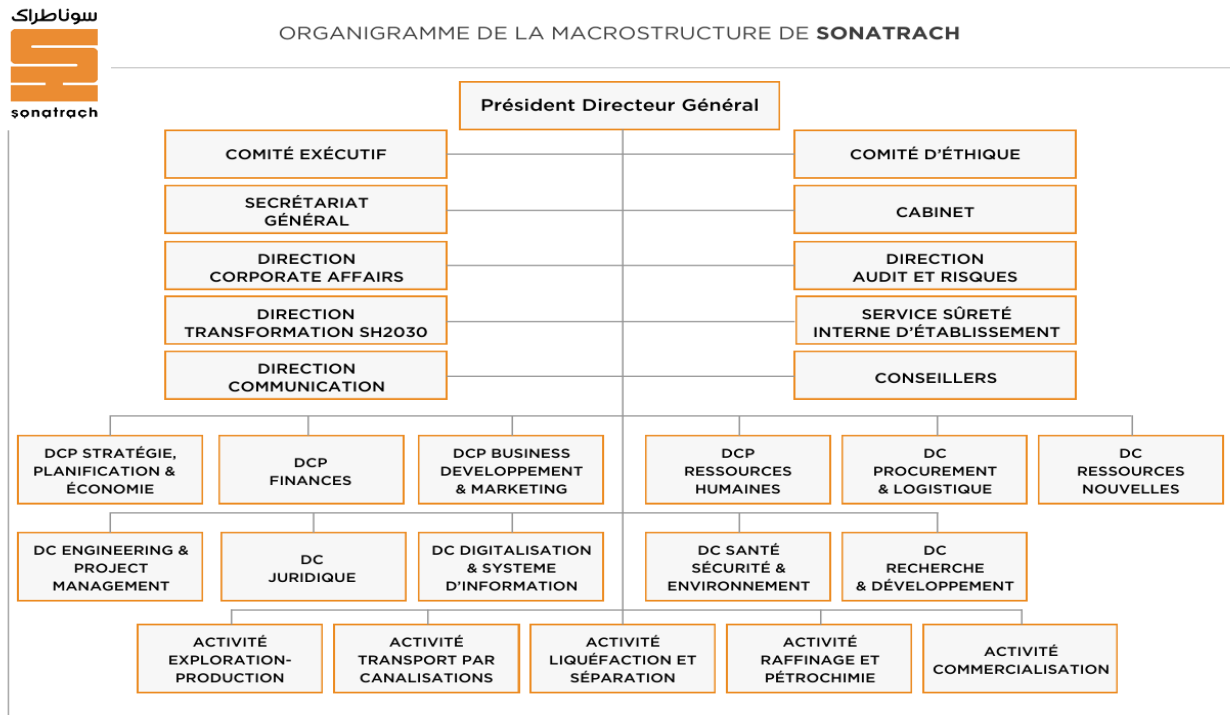 سوناطراك
sonatrach
ORGANIGRAMME DE LA MACROSTRUCTURE DE SONATRACH
Président Directeur Général
COMITÉ EXÉCUTIF
COMITÉ D'ÉTHIQUE
SECRÉTARIAT
GÉNÉRAL
CABINET
DIRECTION
CORPORATE AFFAIRS
DIRECTION
AUDIT ET RISQUES
DIRECTION
TRANSFORMATION SH2030
SERVICE SÛRETÉ
INTERNE D'ÉTABLISSEMENT
DIRECTION
COMMUNICATION
CONSEILLERS
DCP STRATÉGIE,
PLANIFICATION &
ÉCONOMIE
DCP
FINANCES
DCP BUSINESS
DEVELOPPEMENT
& MARKETING
DCP
RESSOURCES
HUMAINES
DC
PROCUREMENT
& LOGISTIQUE
DC
RESSOURCES
NOUVELLES
DC ENGINEERING &
PROJECT
MANAGEMENT
DC
JURIDIQUE
DC DIGITALISATION
& SYSTEME
D'INFORMATION
DC SANTÉ
SÉCURITÉ &
ENVIRONNEMENT
DC
RECHERCHE
& DÉVELOPPEMENT
ACTIVITÉ
EXPLORATION-
PRODUCTION
ACTIVITÉ
TRANSPORT PAR
CANALISATIONS
ACTIVITÉ
LIQUÉFACTION ET
SÉPARATION
ACTIVITÉ
RAFFINAGE ET
PÉTROCHIMIE
ACTIVITÉ
COMMERCIALISATION